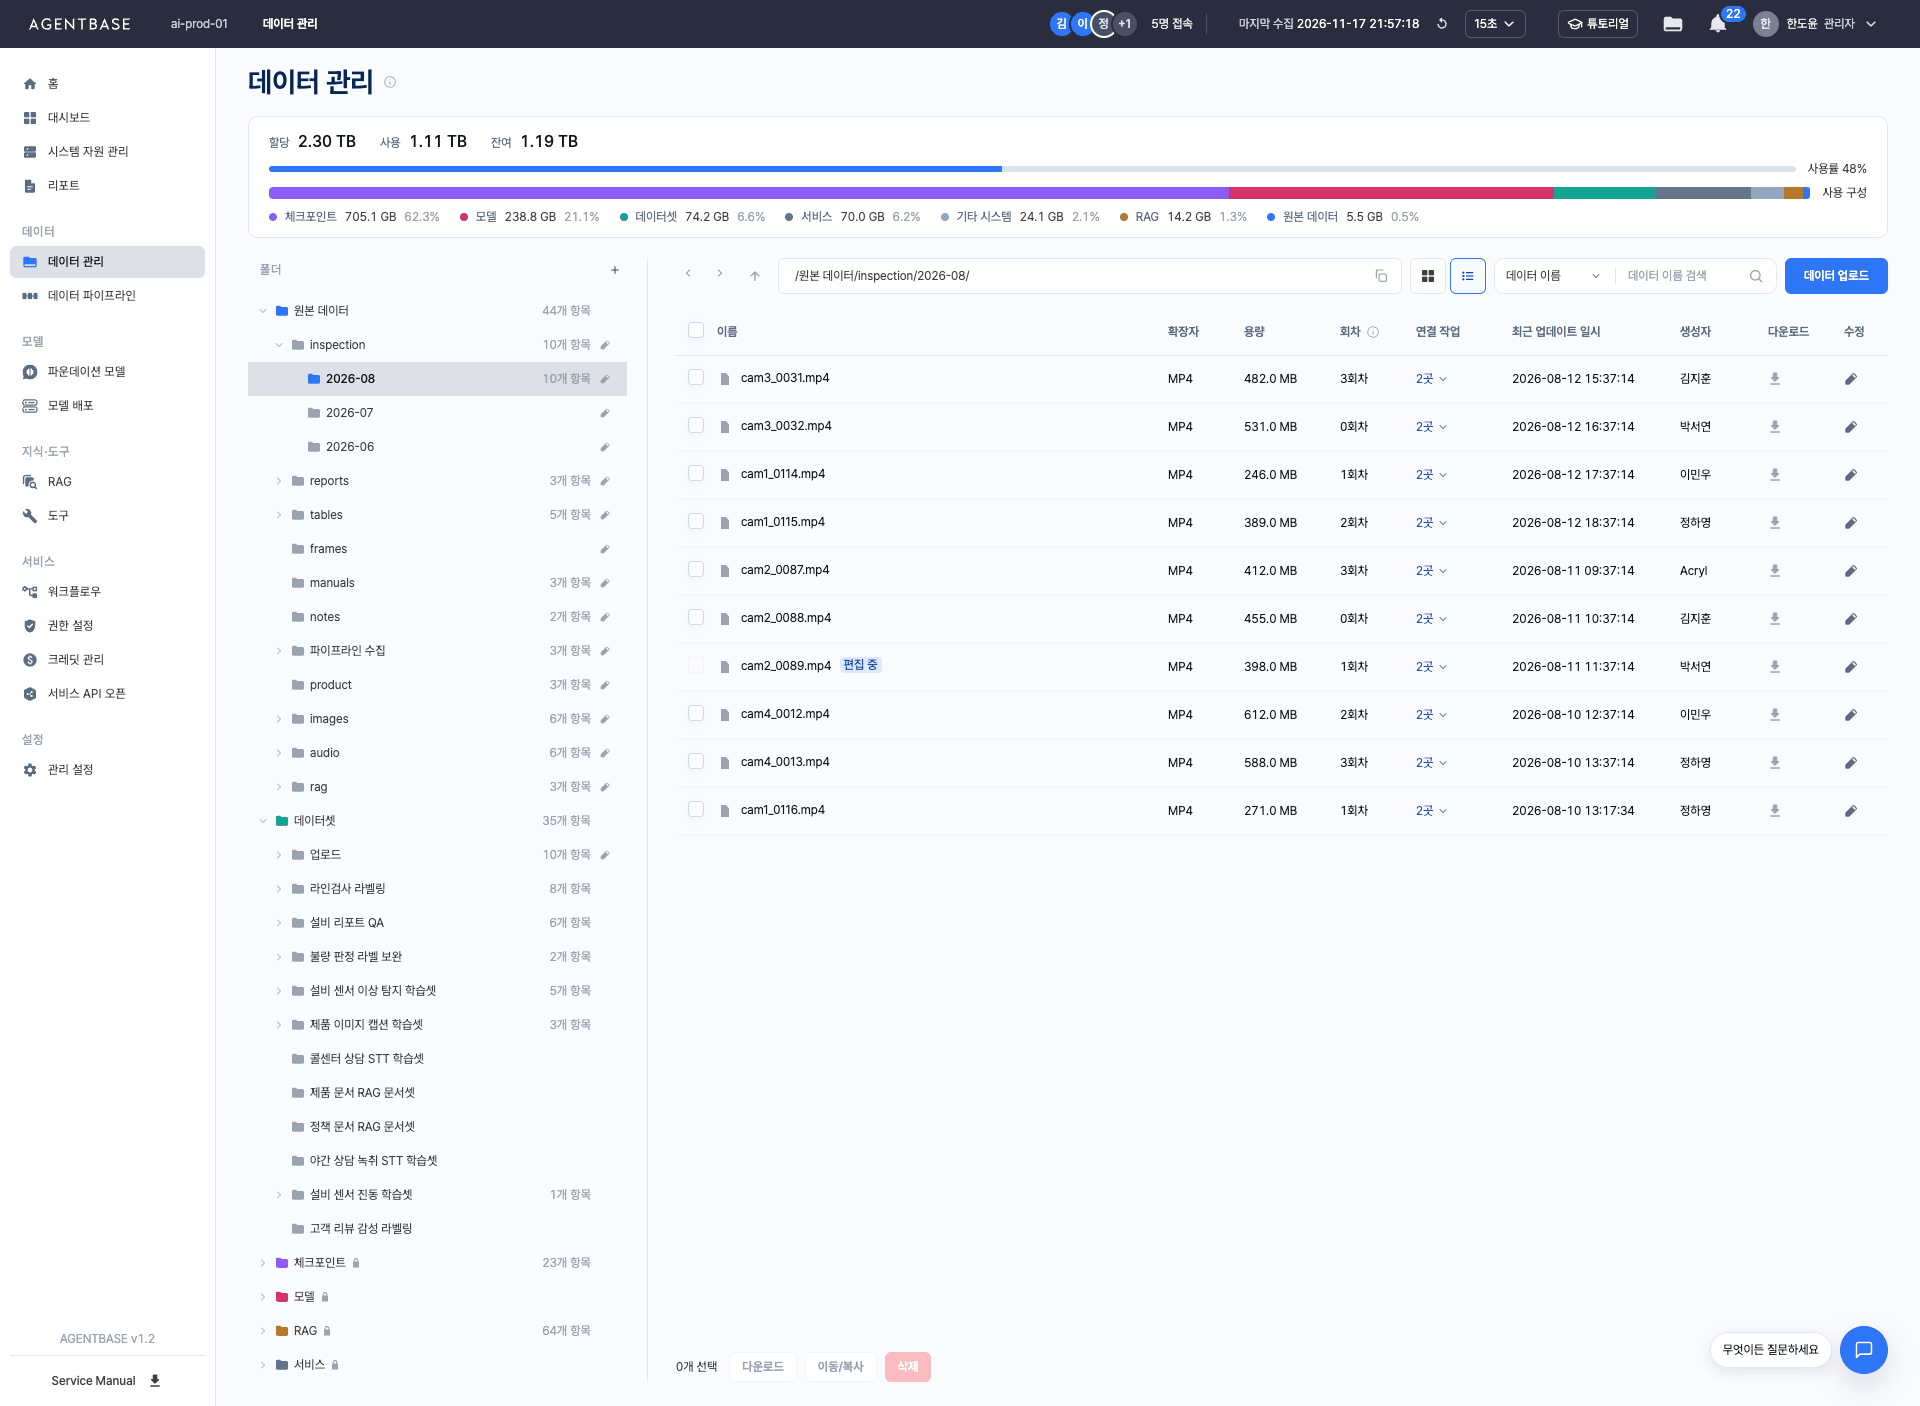 AGENTBASE
ai-prod-01
데이터 관리
김 이 정 +1
5명 접속
마지막 수집 2026-11-17 21:57:18
15초
튜토리얼
22
한
한도윤 관리자
홈
대시보드
시스템 자원 관리
리포트
데이터
데이터 관리
데이터 파이프라인
모델
파운데이션 모델
모델 배포
지식·도구
RAG
도구
서비스
워크플로우
권한 설정
크레딧 관리
서비스 API 오픈
설정
관리 설정
AGENTBASE v1.2
Service Manual
데이터 관리
할당 2.30 TB 사용 1.11 TB 잔여 1.19 TB
사용률 48%
사용 구성
체크포인트 705.1 GB 62.3% 모델 238.8 GB 21.1% 데이터셋 74.2 GB 6.6% 서비스 70.0 GB 6.2% 기타 시스템 24.1 GB 2.1% RAG 14.2 GB 1.3% 원본 데이터 5.5 GB 0.5%
폴더 +
원본 데이터 44개 항목
inspection 10개 항목
2026-08 10개 항목
2026-07
2026-06
reports 3개 항목
tables 5개 항목
frames
manuals 3개 항목
notes 2개 항목
파이프라인 수집 3개 항목
product 3개 항목
images 6개 항목
audio 6개 항목
rag 3개 항목
데이터셋 35개 항목
업로드 10개 항목
라인검사 라벨링 8개 항목
설비 리포트 QA 6개 항목
불량 판정 라벨 보완 2개 항목
설비 센서 이상 탐지 학습셋 5개 항목
제품 이미지 캡션 학습셋 3개 항목
콜센터 상담 STT 학습셋
제품 문서 RAG 문서셋
정책 문서 RAG 문서셋
야간 상담 녹취 STT 학습셋
설비 센서 진동 학습셋 1개 항목
고객 리뷰 감성 라벨링
체크포인트 23개 항목
모델
RAG 64개 항목
서비스
/원본 데이터/inspection/2026-08/
데이터 이름
데이터 이름 검색
데이터 업로드
이름 확장자 용량 회차 연결 작업 최근 업데이트 일시 생성자 다운로드 수정
cam3_0031.mp4 MP4 482.0 MB 3회차 2곳 2026-08-12 15:37:14 김지훈
cam3_0032.mp4 MP4 531.0 MB 0회차 2곳 2026-08-12 16:37:14 박서연
cam1_0114.mp4 MP4 246.0 MB 1회차 2곳 2026-08-12 17:37:14 이민우
cam1_0115.mp4 MP4 389.0 MB 2회차 2곳 2026-08-12 18:37:14 정하영
cam2_0087.mp4 MP4 412.0 MB 3회차 2곳 2026-08-11 09:37:14 Acryl
cam2_0088.mp4 MP4 455.0 MB 0회차 2곳 2026-08-11 10:37:14 김지훈
cam2_0089.mp4 편집 중 MP4 398.0 MB 1회차 2곳 2026-08-11 11:37:14 박서연
cam4_0012.mp4 MP4 612.0 MB 2회차 2곳 2026-08-10 12:37:14 이민우
cam4_0013.mp4 MP4 588.0 MB 3회차 2곳 2026-08-10 13:37:14 정하영
cam1_0116.mp4 MP4 271.0 MB 1회차 2곳 2026-08-10 13:17:34 정하영
0개 선택 다운로드 이동/복사 삭제
무엇이든 질문하세요